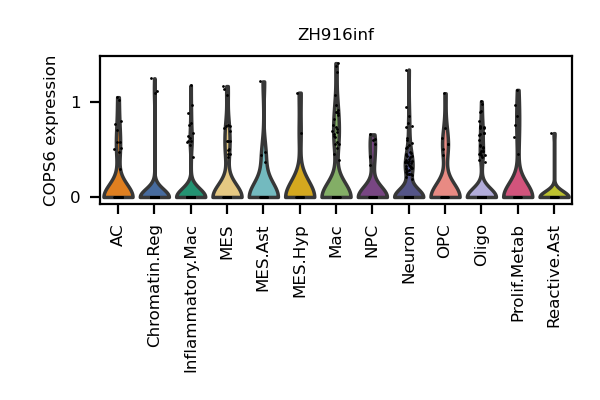 ZH916inf
COPS6 expression
1
0
AC
Chromatin.Reg
Inflammatory.Mac
MES
MES.Ast
MES.Hyp
Mac
NPC
Neuron
OPC
Oligo
Prolif.Metab
Reactive.Ast